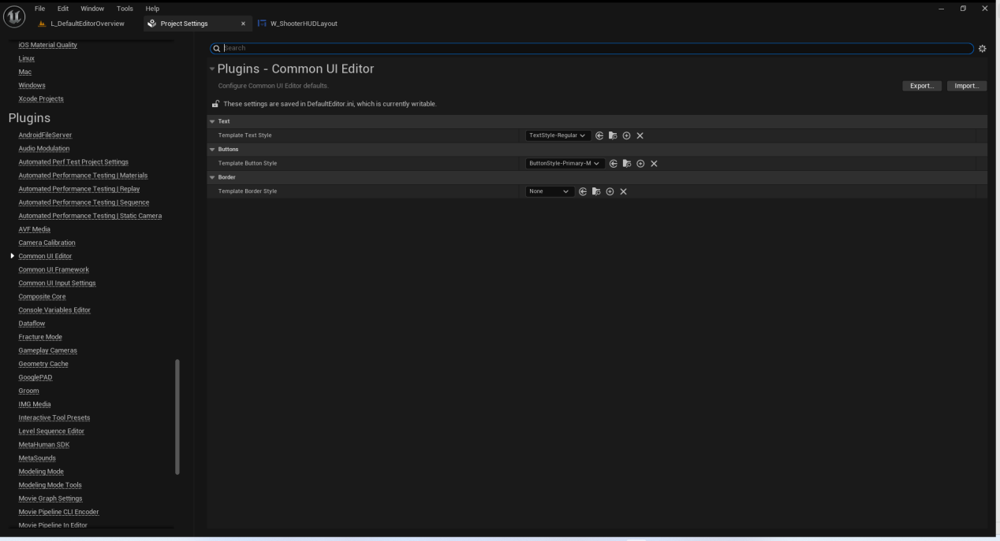 File Edit Window Tools Help
L_DefaultEditorOverview Project Settings W_ShooterHUDLayout
iOS Material Quality
Linux
Mac
Windows
Xcode Projects
Plugins
AndroidFileServer
Audio Modulation
Automated Perf Test Project Settings
Automated Performance Testing | Materials
Automated Performance Testing | Replay
Automated Performance Testing | Sequence
Automated Performance Testing | Static Camera
AVF Media
Camera Calibration
Common UI Editor
Common UI Framework
Common UI Input Settings
Composite Core
Console Variables Editor
Dataflow
Fracture Mode
Gameplay Cameras
Geometry Cache
GooglePAD
Groom
IMG Media
Interactive Tool Presets
Level Sequence Editor
MetaHuman SDK
MetaSounds
Modeling Mode
Modeling Mode Tools
Movie Graph Settings
Movie Pipeline CLI Encoder
Movie Pipeline In Editor
Search
Plugins - Common UI Editor
Configure Common UI Editor defaults.
Export... Import...
These settings are saved in DefaultEditor.ini, which is currently writable.
Text
Template Text Style TextStyle-Regular
Buttons
Template Button Style ButtonStyle-Primary-M
Border
Template Border Style None